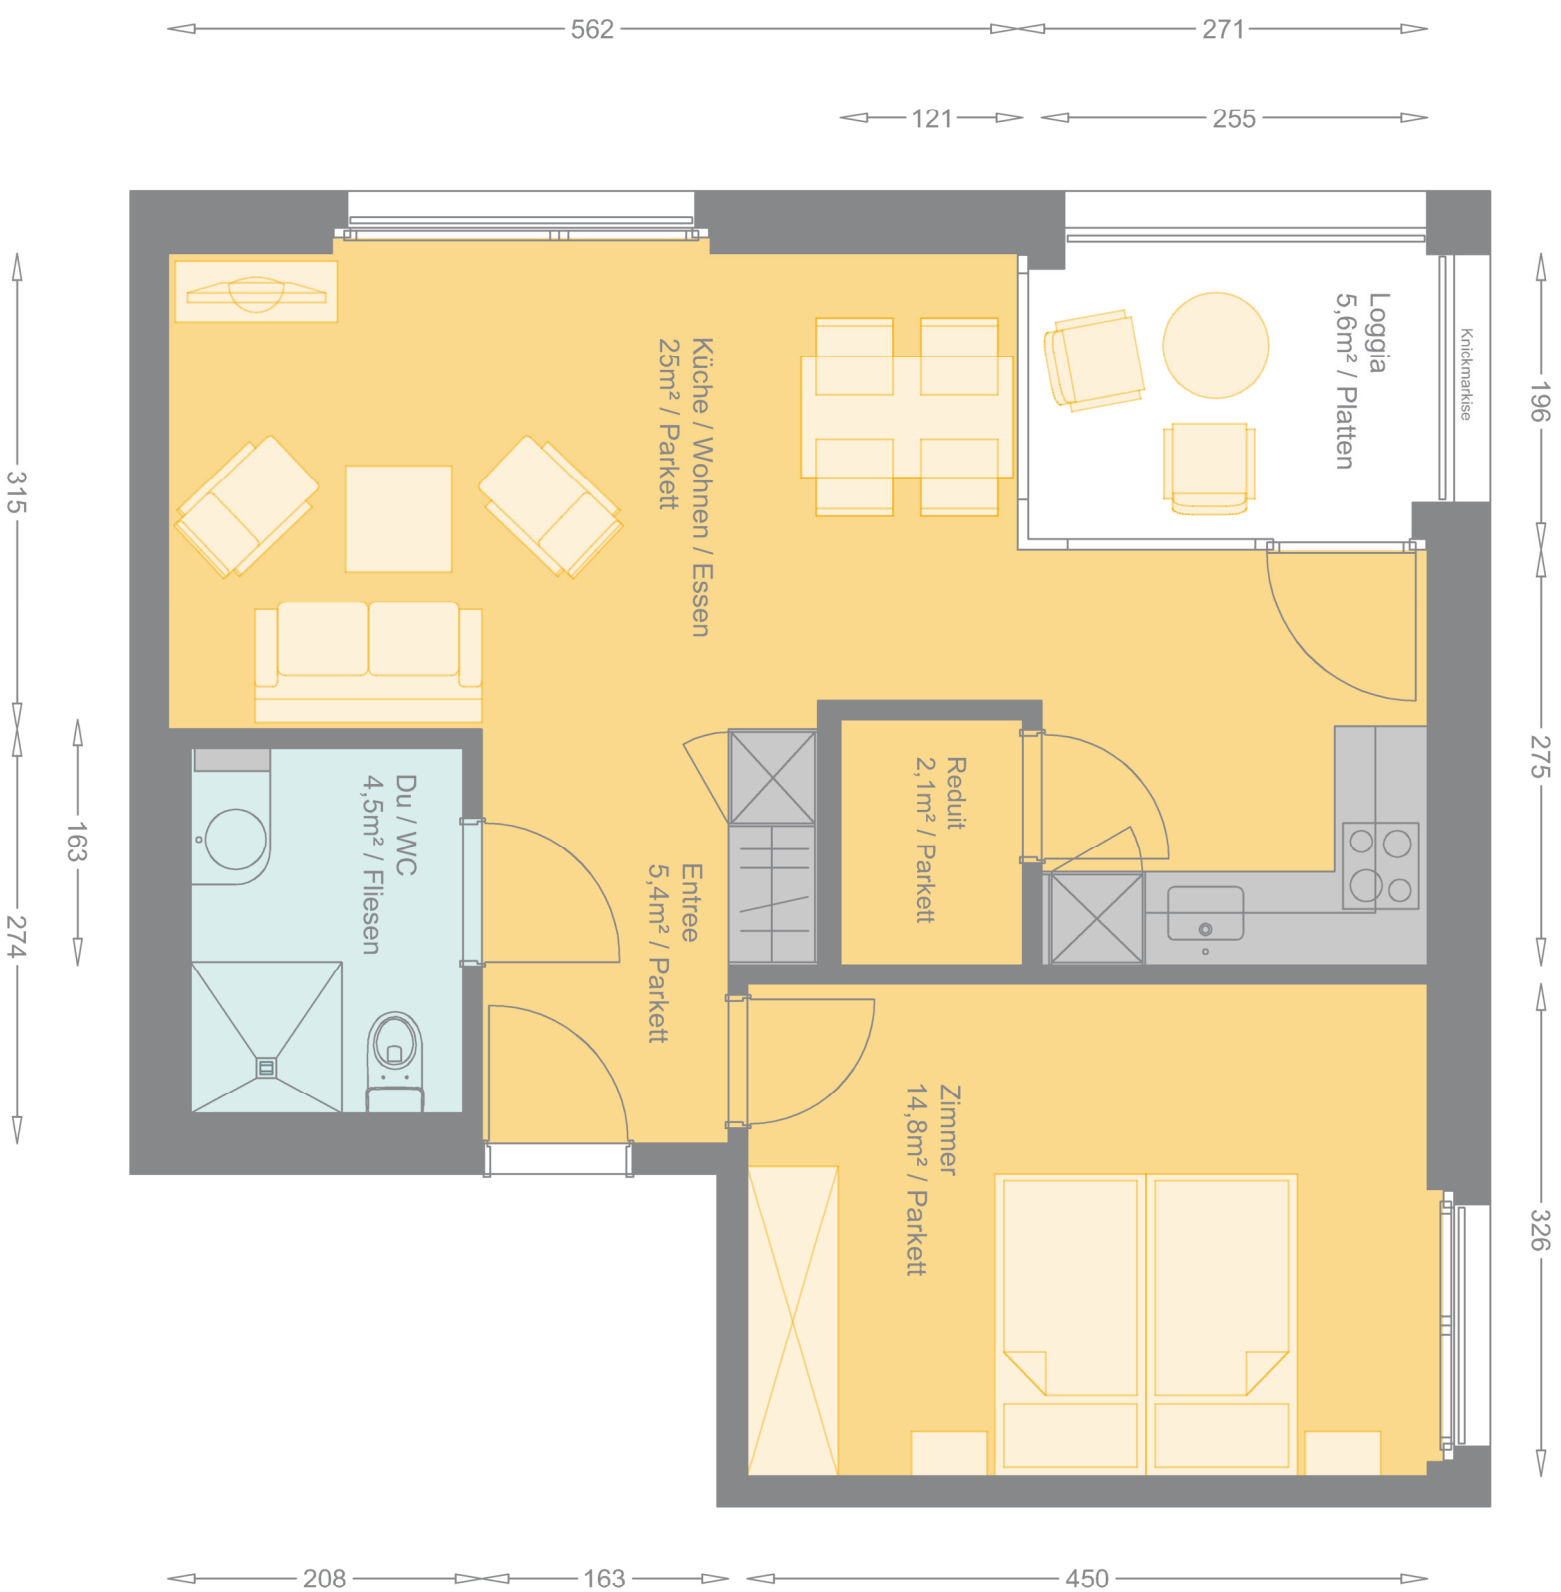 562
271
121
255
Loggia
5,6m² / Platten
Knickmarkise
Küche / Wohnen / Essen
25m² / Parkett
196
315
275
Reduit
2,1m² / Parkett
Du / WC
4,5m² / Fliesen
163
Entree
5,4m² / Parkett
274
Zimmer
14,8m² / Parkett
326
208
163
450